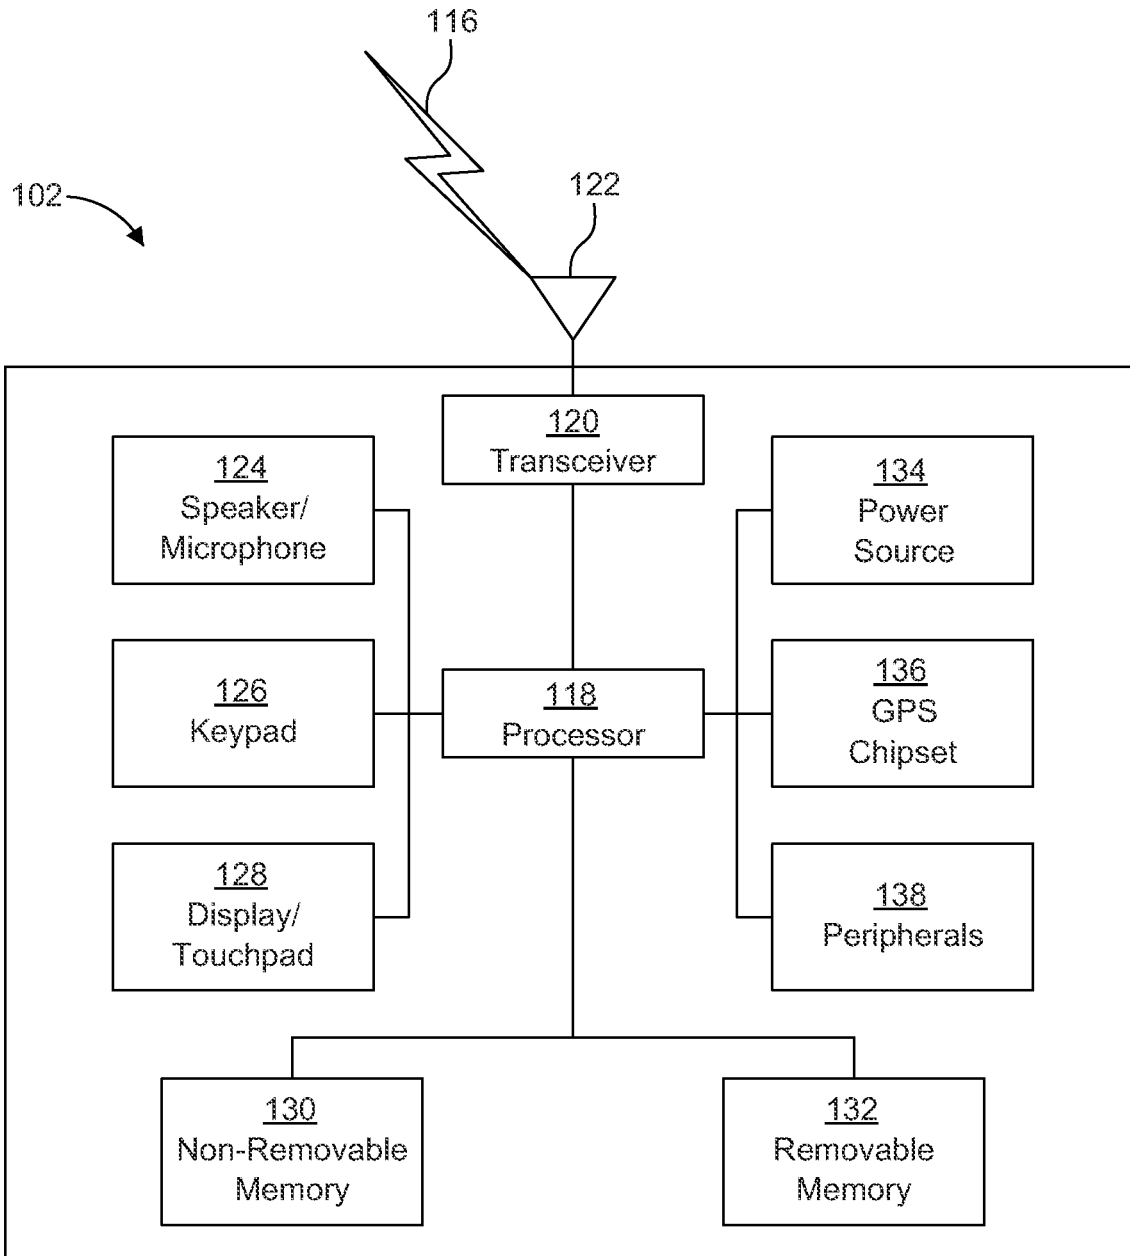 116
102
122
120
Transceiver
124
Speaker/
Microphone
134
Power
Source
126
Keypad
118
Processor
136
GPS
Chipset
128
Display/
Touchpad
138
Peripherals
130
Non-Removable
Memory
132
Removable
Memory